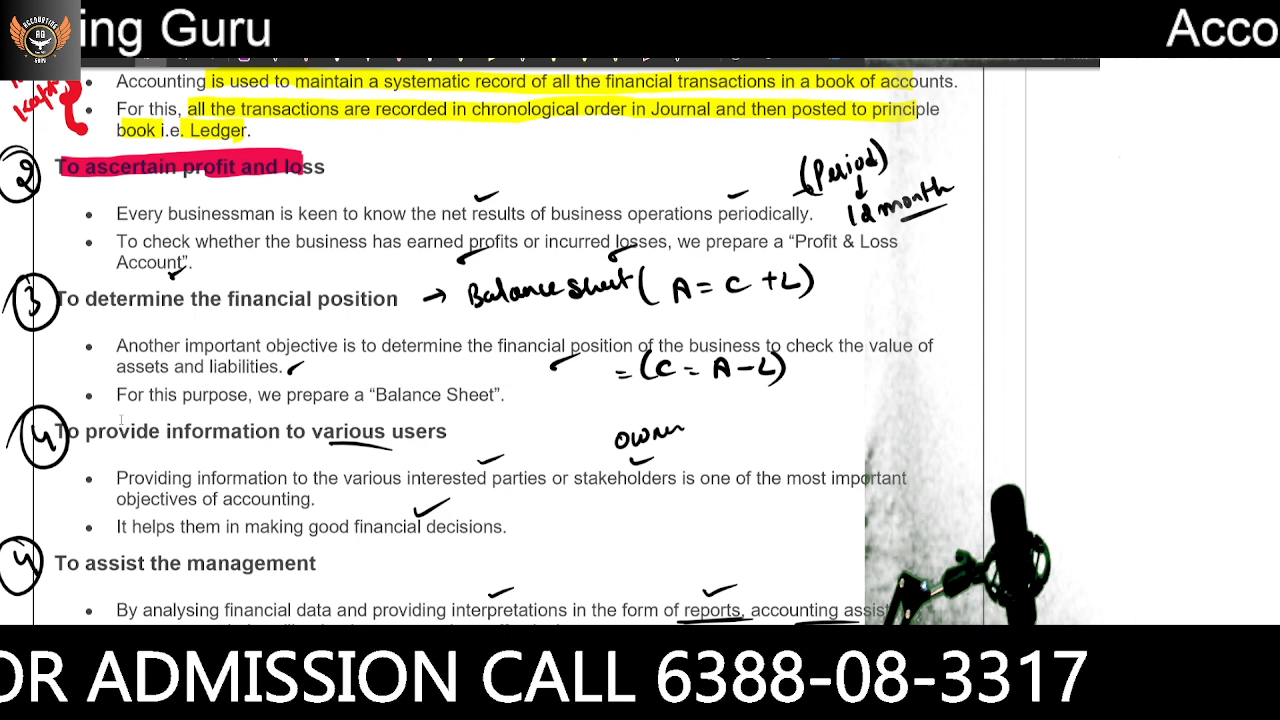 ing Guru
Acco
ACCOUNTING
AG
GURU
Accounting is used to maintain a systematic record of all the financial transactions in a book of accounts.
For this, all the transactions are recorded in chronological order in Journal and then posted to principle
book i.e. Ledger.
2 To ascertain profit and loss
(Period)
↓
12 month
Every businessman is keen to know the net results of business operations periodically.
To check whether the business has earned profits or incurred losses, we prepare a “Profit & Loss
Account”.
3 To determine the financial position → Balance sheet ( A = C + L)
Another important objective is to determine the financial position of the business to check the value of
assets and liabilities.
= (C = A - L)
For this purpose, we prepare a “Balance Sheet”.
4 To provide information to various users
owner
Providing information to the various interested parties or stakeholders is one of the most important
objectives of accounting.
It helps them in making good financial decisions.
4 To assist the management
By analysing financial data and providing interpretations in the form of reports, accounting assist
OR ADMISSION CALL 6388-08-3317